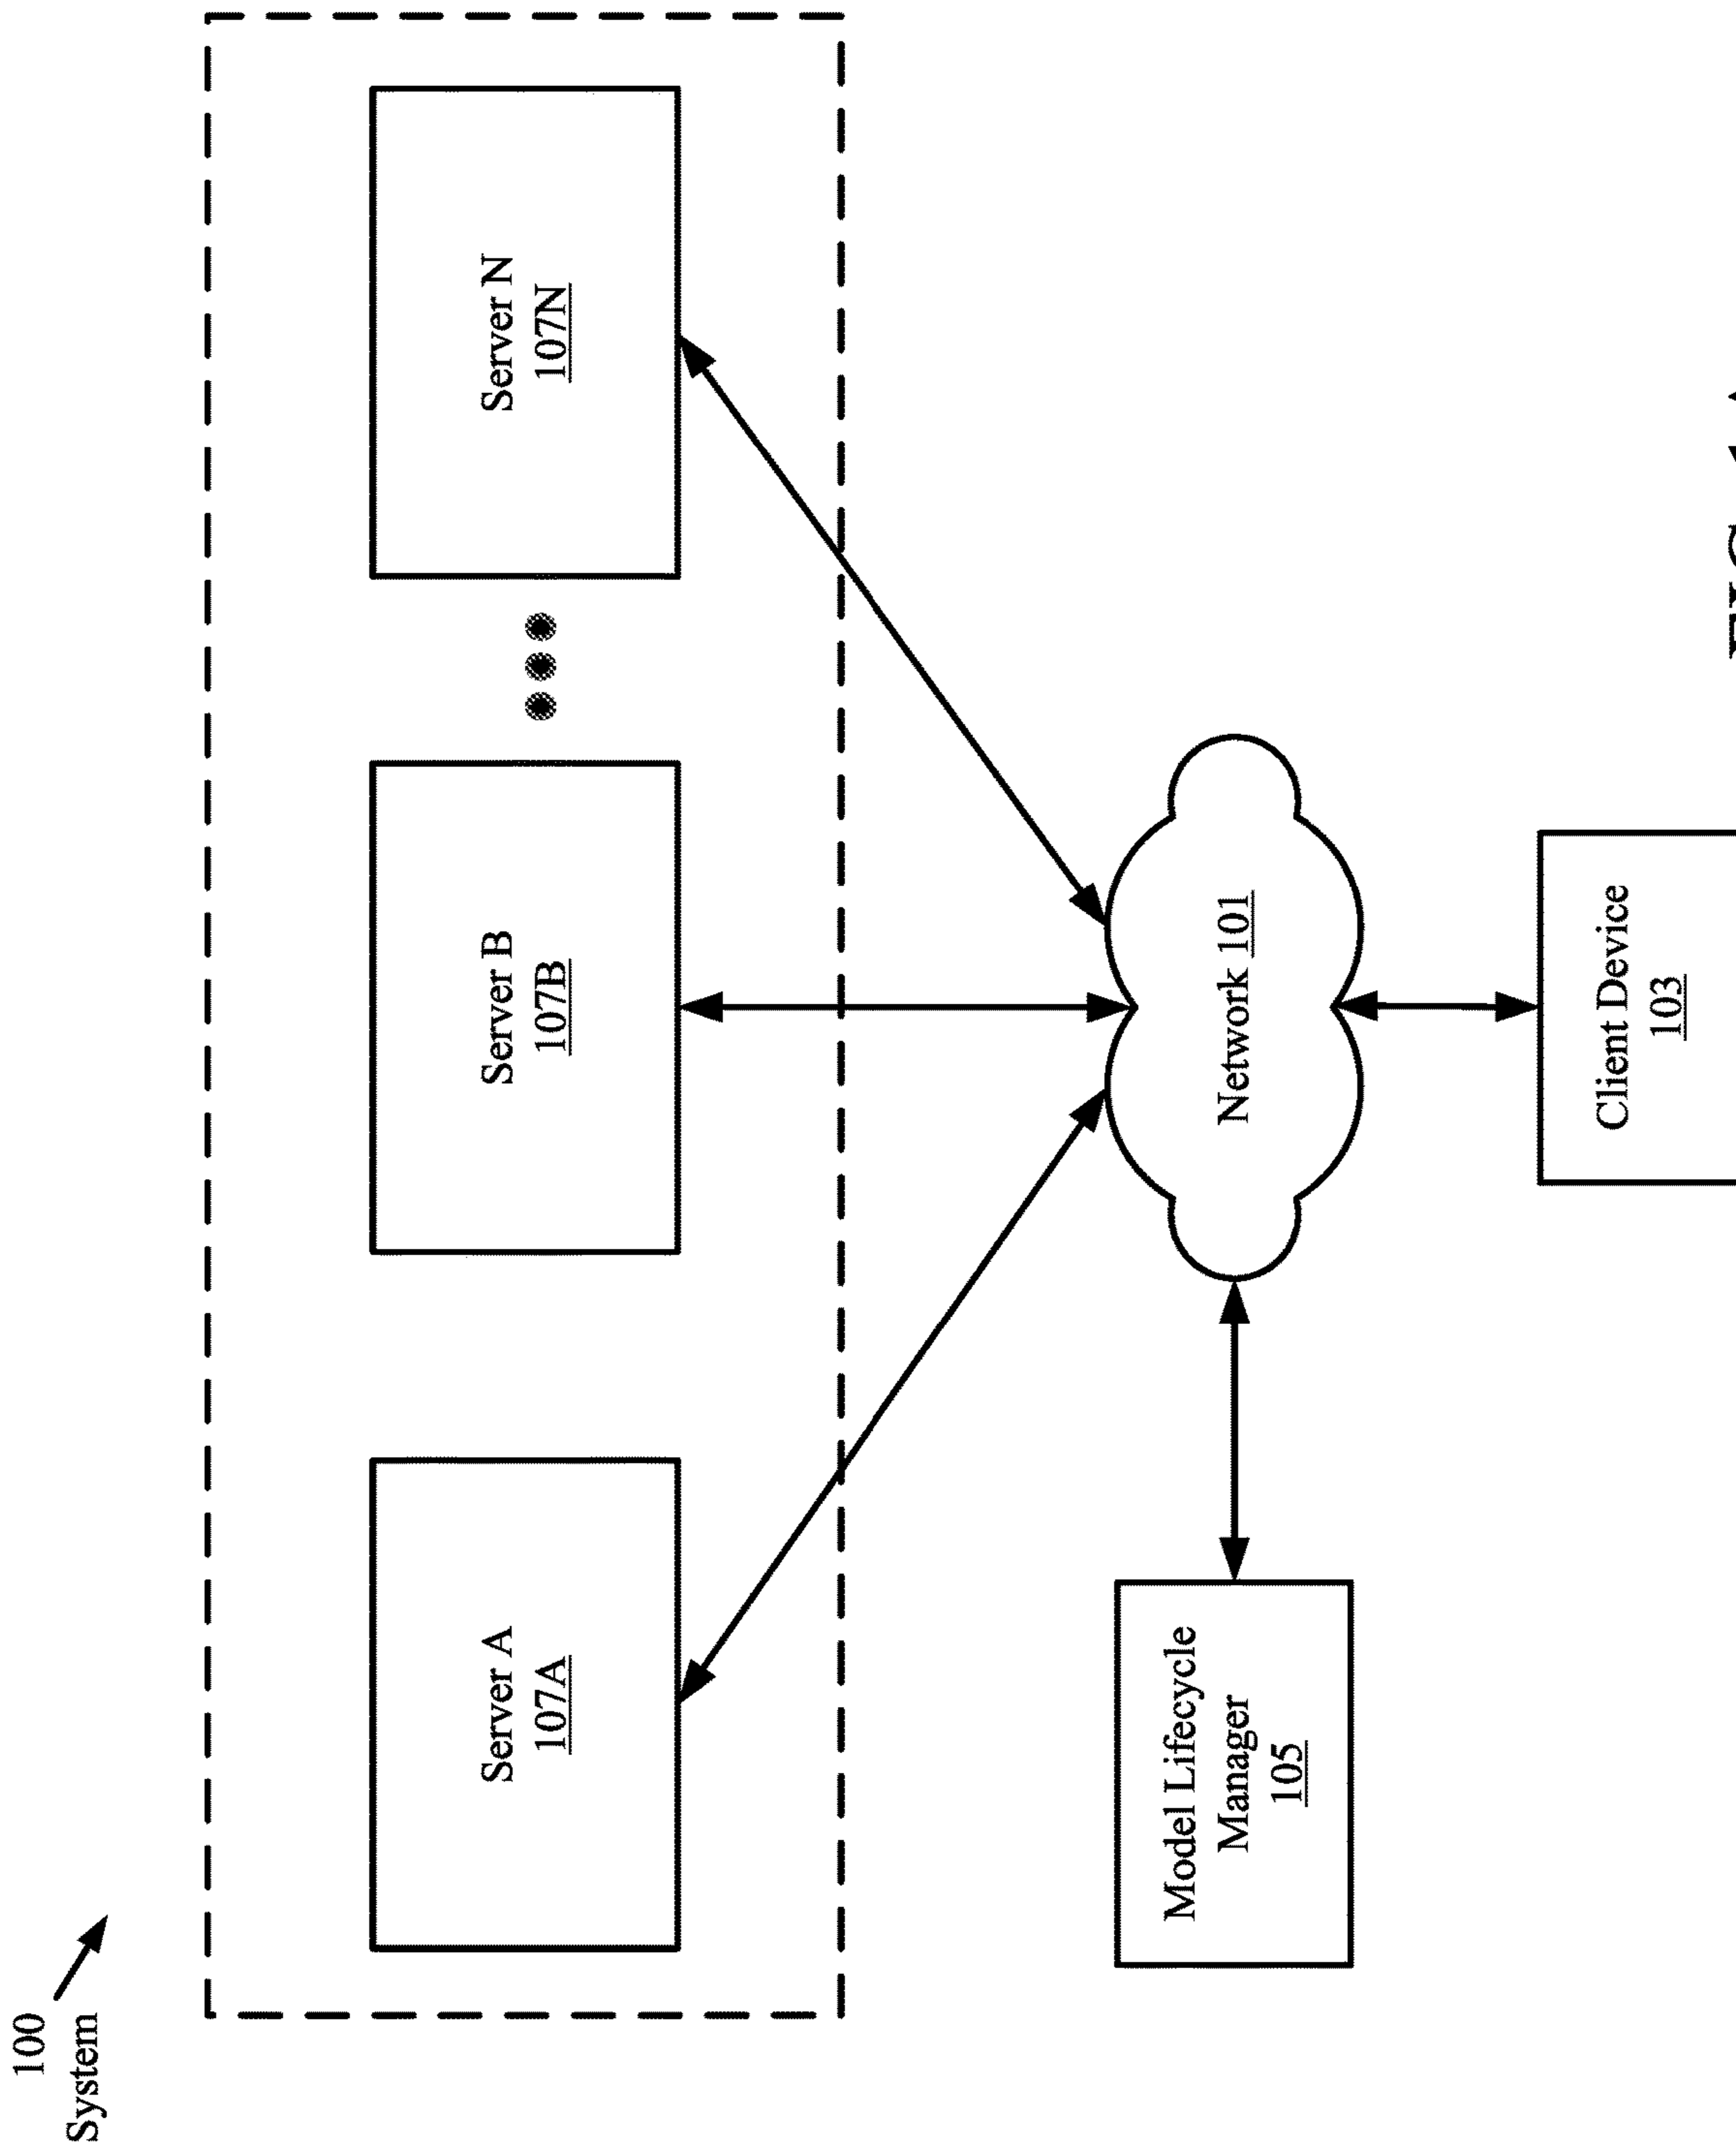 100
System
Server A
107A
Server B
107B
Server N
107N
Network 101
Model Lifecycle
Manager
105
Client Device
103